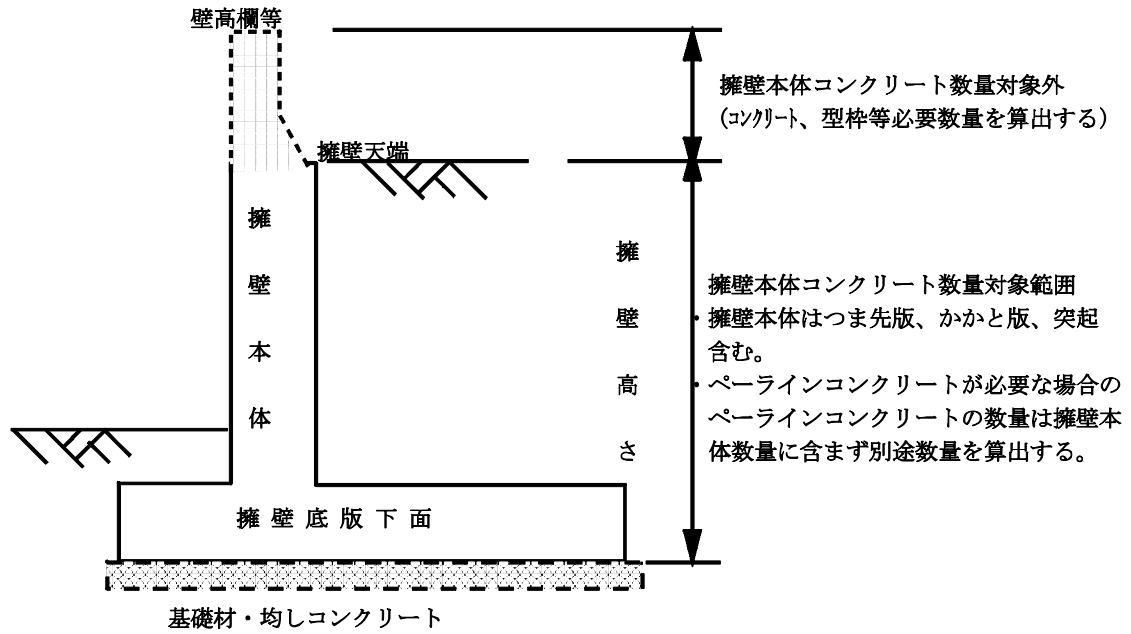 壁高欄等
擁壁本体コンクリート数量対象外
(ｺﾝｸﾘｰﾄ、型枠等必要数量を算出する)
擁壁天端
擁壁本体
擁壁高さ
擁壁本体コンクリート数量対象範囲
・擁壁本体はつま先版、かかと版、突起
含む。
・ペーラインコンクリートが必要な場合の
ペーラインコンクリートの数量は擁壁本
体数量に含まず別途数量を算出する。
擁壁底版下面
基礎材・均しコンクリート